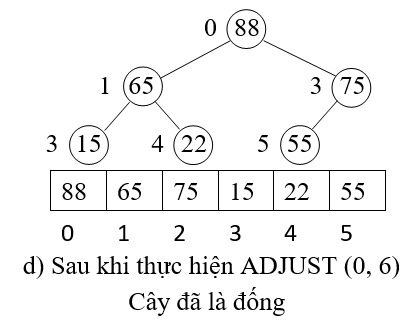 0 88
1 65 3 75
3 15 4 22 5 55
88 65 75 15 22 55
0 1 2 3 4 5
d) Sau khi thực hiện ADJUST (0, 6)
Cây đã là đống